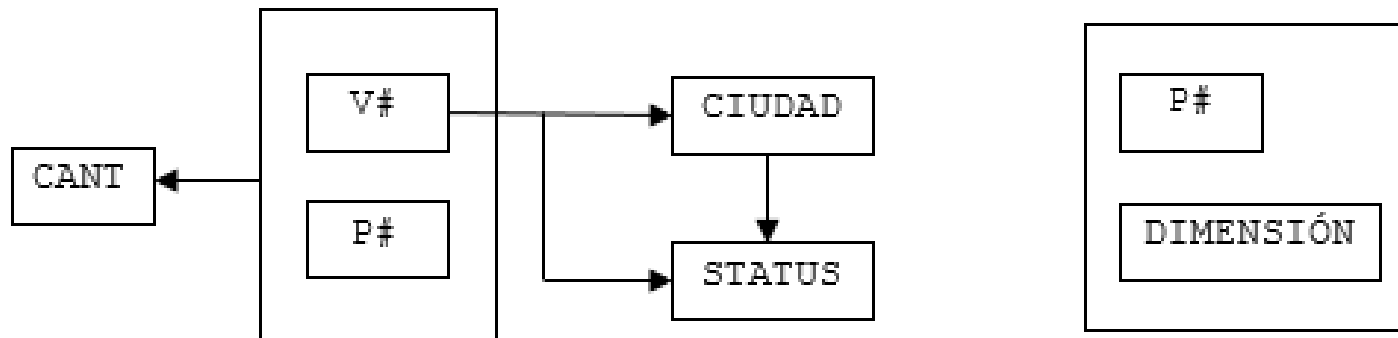 V#
CIUDAD
P#
CANT
P#
DIMENSIÓN
STATUS